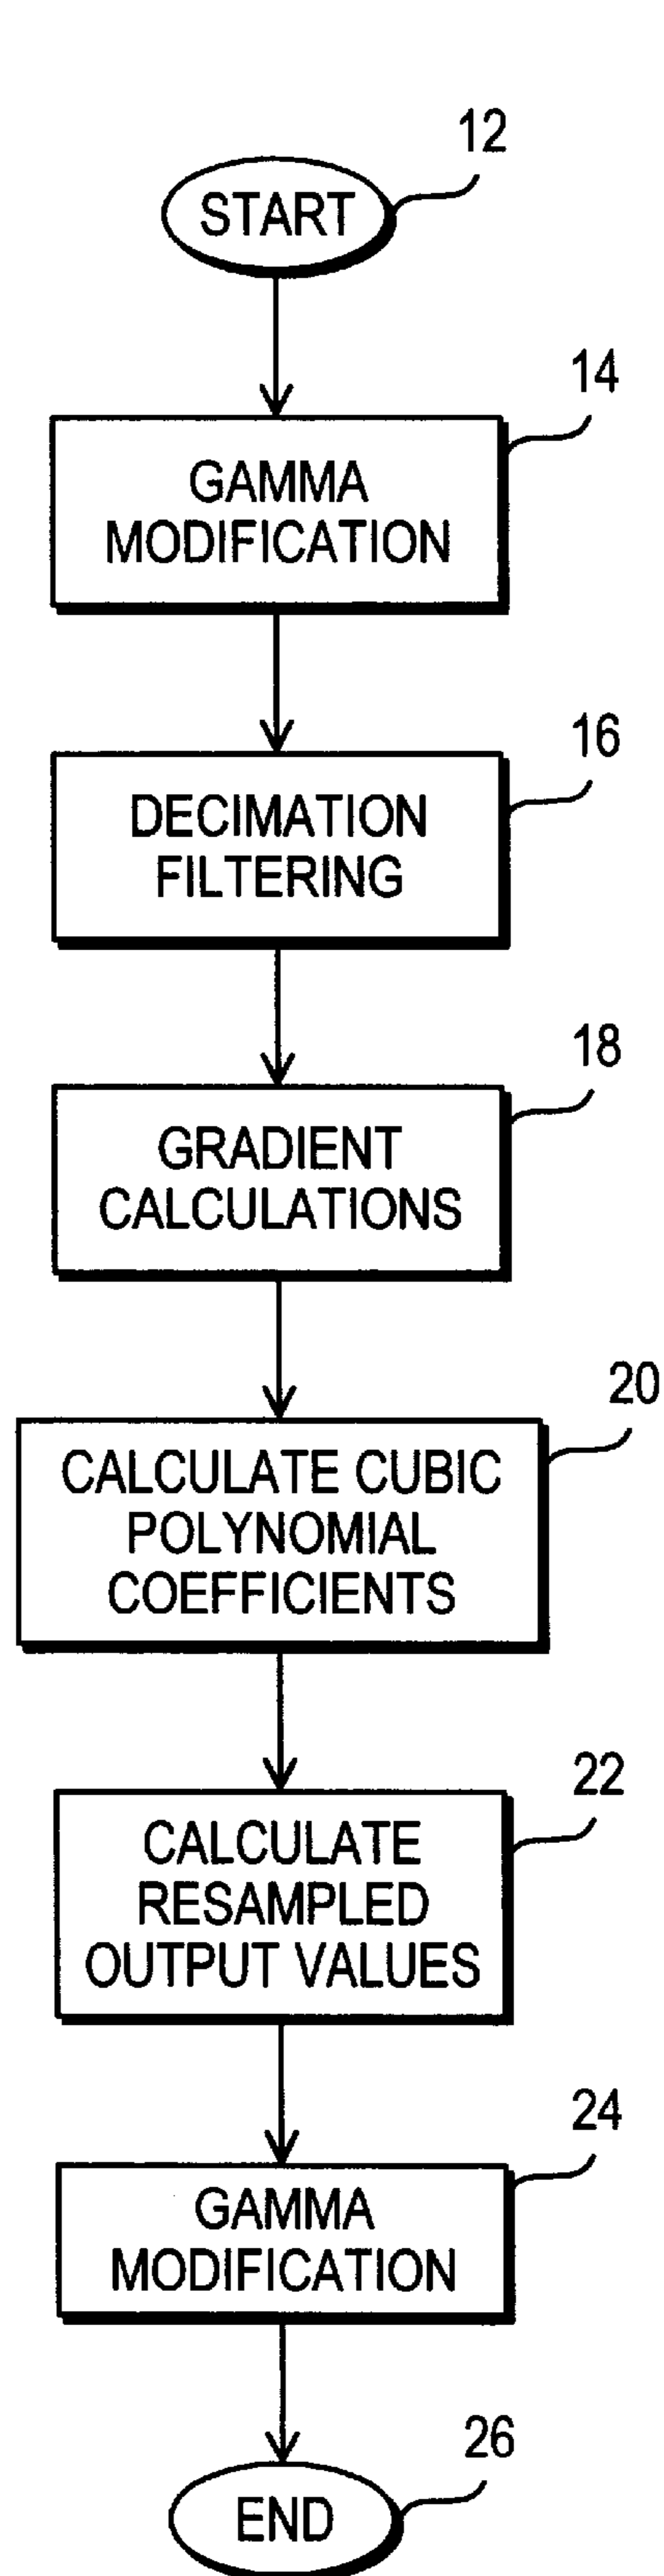 12
START
14
GAMMA
MODIFICATION
16
DECIMATION
FILTERING
18
GRADIENT
CALCULATIONS
20
CALCULATE CUBIC
POLYNOMIAL
COEFFICIENTS
22
CALCULATE
RESAMPLED
OUTPUT VALUES
24
GAMMA
MODIFICATION
26
END